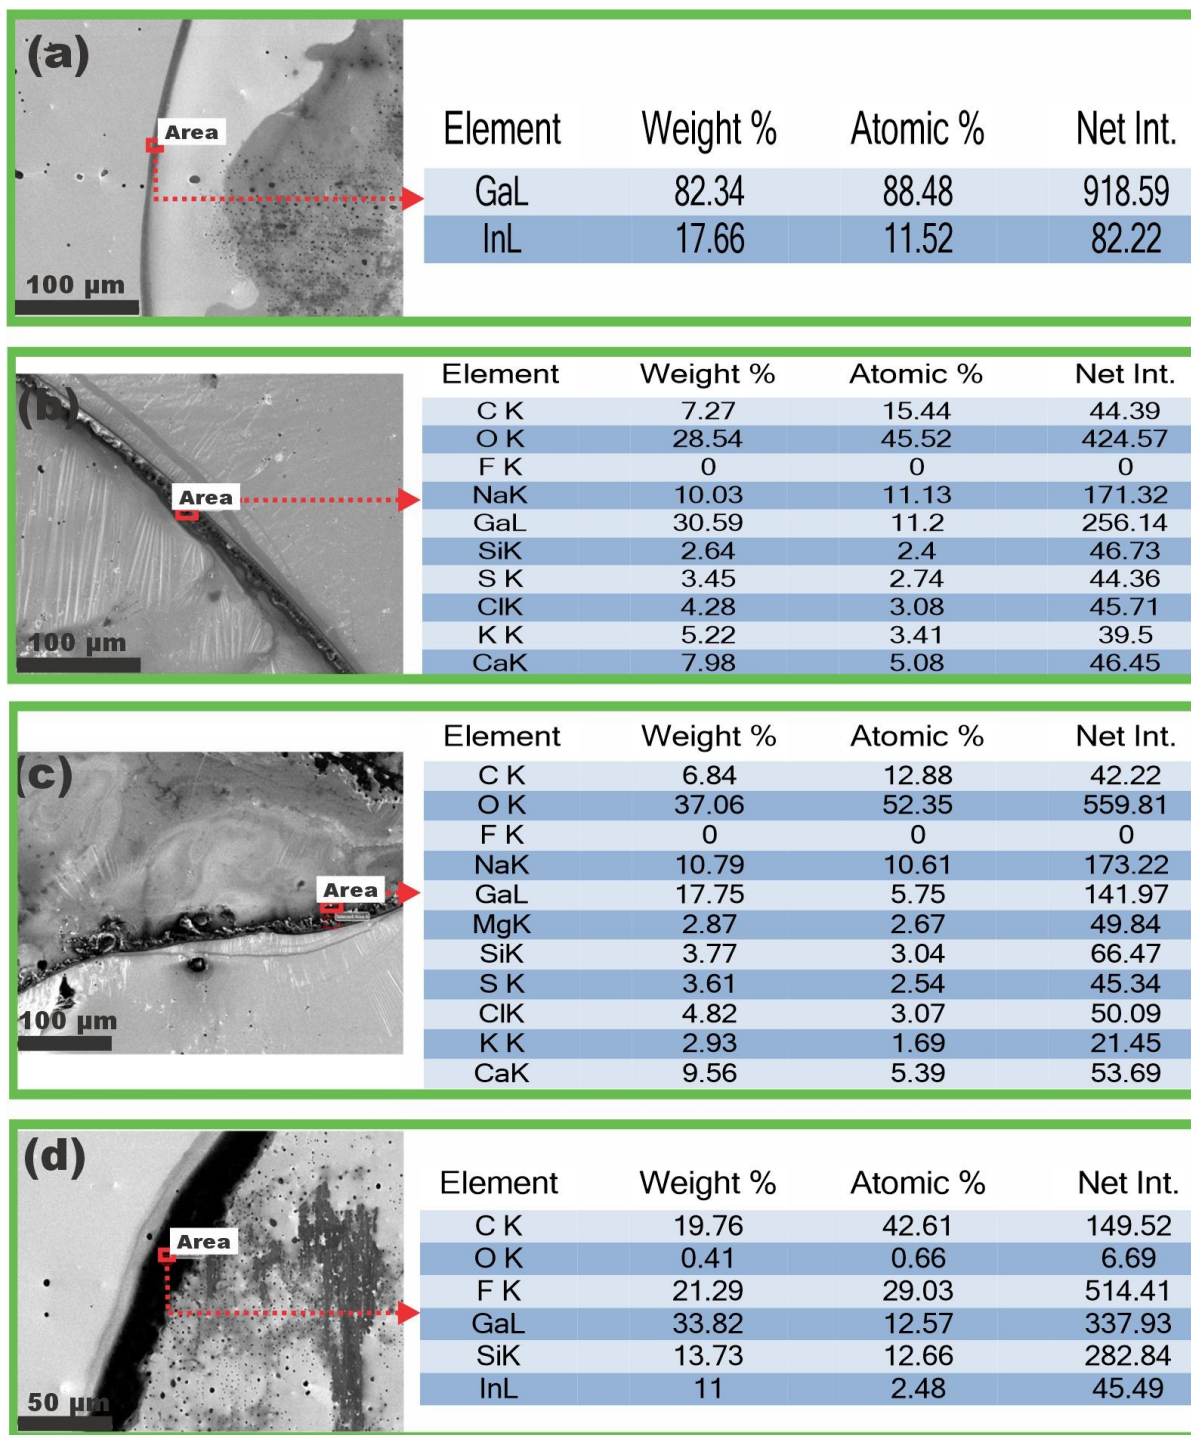 (a)
Area
100 µm
Element Weight % Atomic % Net Int.
GaL 82.34 88.48 918.59
InL 17.66 11.52 82.22
(b)
Area
100 µm
Element Weight % Atomic % Net Int.
C K 7.27 15.44 44.39
O K 28.54 45.52 424.57
F K 0 0 0
NaK 10.03 11.13 171.32
GaL 30.59 11.2 256.14
SiK 2.64 2.4 46.73
S K 3.45 2.74 44.36
ClK 4.28 3.08 45.71
K K 5.22 3.41 39.5
CaK 7.98 5.08 46.45
(c)
Area
100 µm
Element Weight % Atomic % Net Int.
C K 6.84 12.88 42.22
O K 37.06 52.35 559.81
F K 0 0 0
NaK 10.79 10.61 173.22
GaL 17.75 5.75 141.97
MgK 2.87 2.67 49.84
SiK 3.77 3.04 66.47
S K 3.61 2.54 45.34
ClK 4.82 3.07 50.09
K K 2.93 1.69 21.45
CaK 9.56 5.39 53.69
(d)
Area
50 µm
Element Weight % Atomic % Net Int.
C K 19.76 42.61 149.52
O K 0.41 0.66 6.69
F K 21.29 29.03 514.41
GaL 33.82 12.57 337.93
SiK 13.73 12.66 282.84
InL 11 2.48 45.49